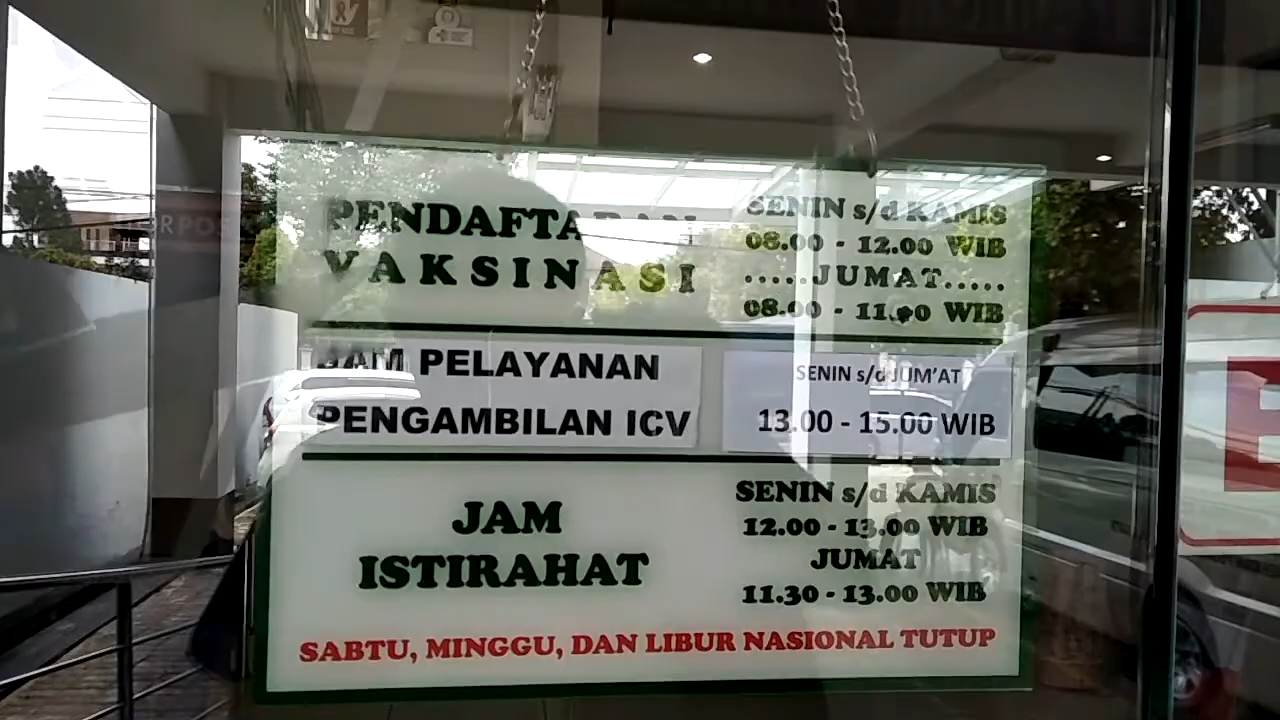 PENDAFTARAN
VAKSINASI
SENIN s/d KAMIS
08.00 - 12.00 WIB
.....JUMAT.....
08.00 - WIB
JAM PELAYANAN
PENGAMBILAN ICV
SENIN s/d JUM'AT
13.00 - 15.00 WIB
JAM
ISTIRAHAT
SENIN s/d KAMIS
12.00 - 13.00 WIB
JUMAT
11.30 - 13.00 WIB
SABTU, MINGGU, DAN LIBUR NASIONAL TUTUP